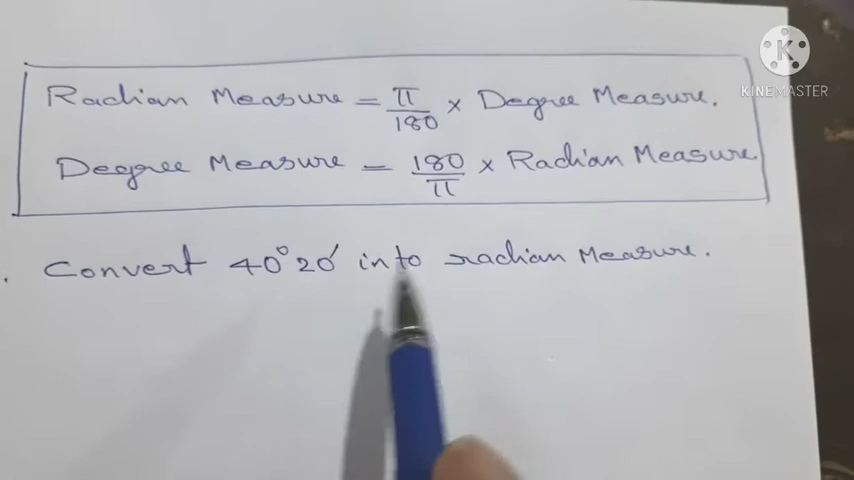 K
KINEMASTER
Radian Measure = π/180 × Degree Measure.
Degree Measure = 180/π × Radian Measure
. Convert 40° 20′ into radian Measure.